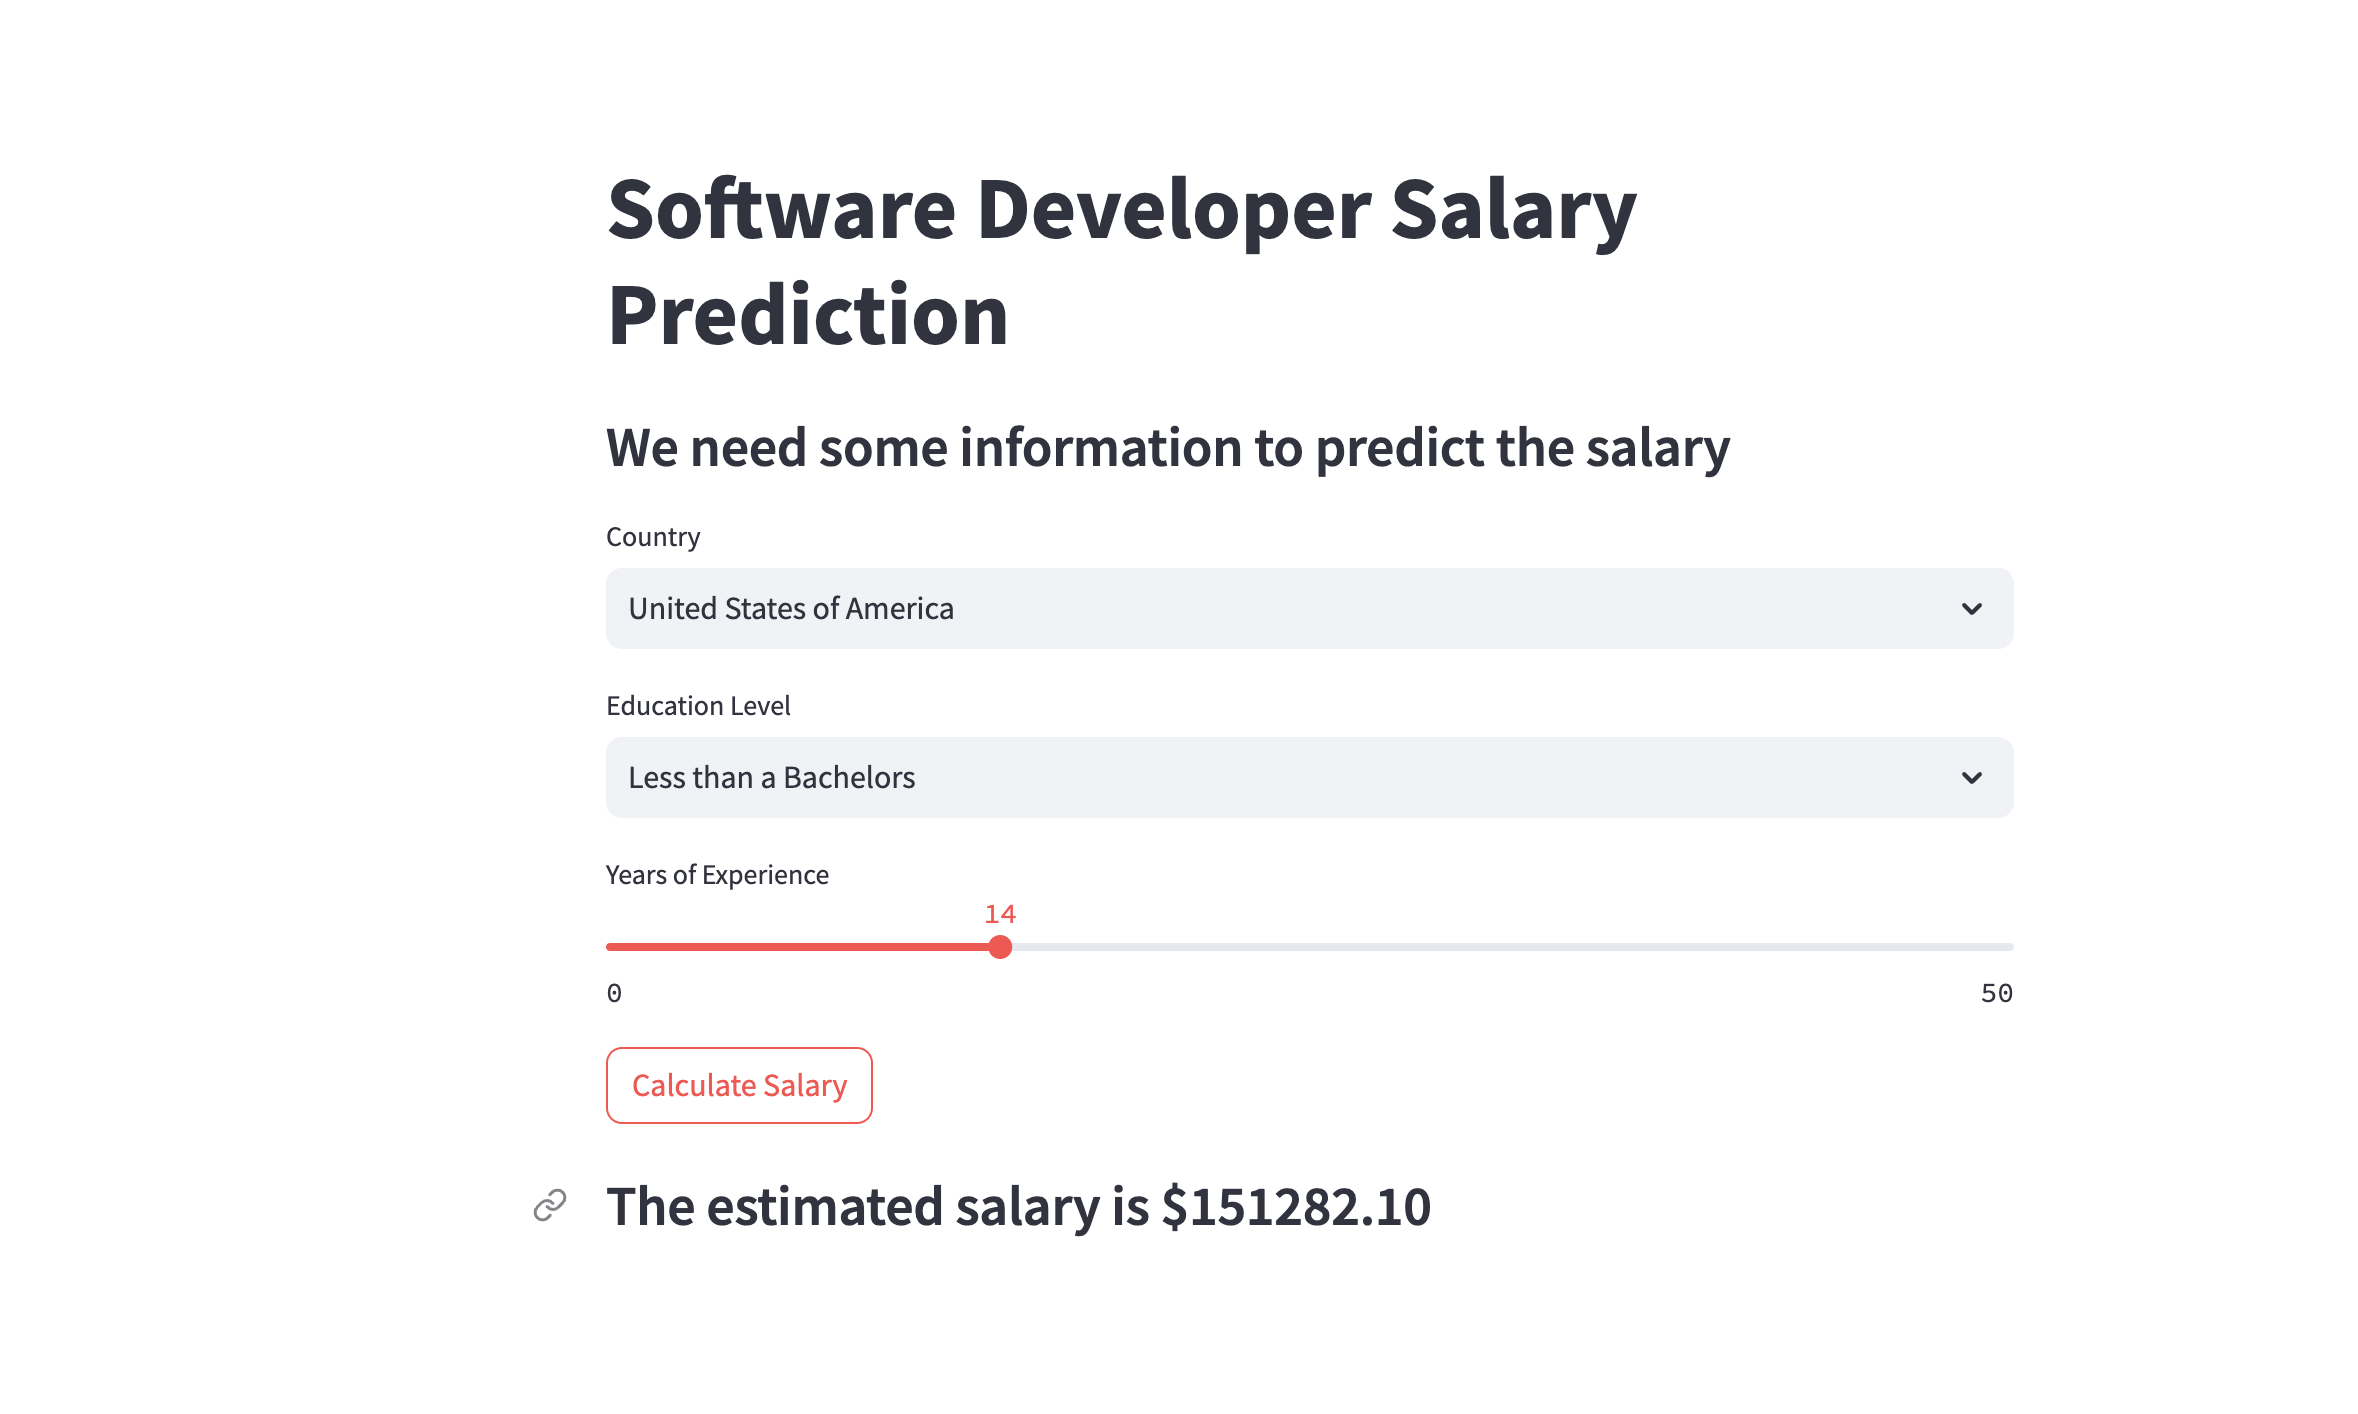 Software Developer Salary
Prediction
We need some information to predict the salary
Country
United States of America
Education Level
Less than a Bachelors
Years of Experience
14
0 50
Calculate Salary
The estimated salary is $151282.10